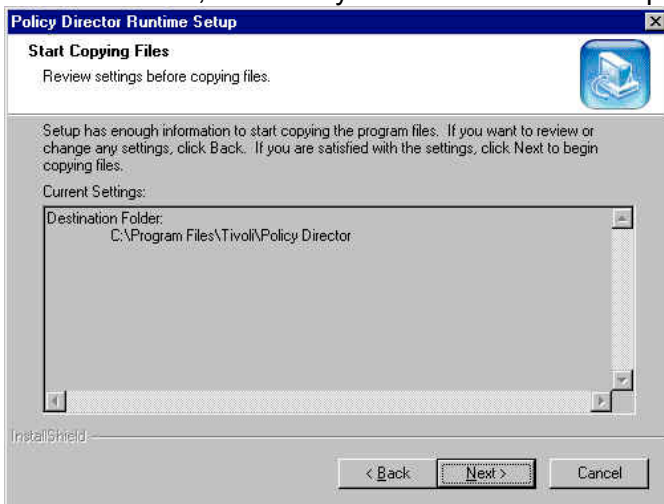 Policy Director Runtime Setup
Start Copying Files
Review settings before copying files.
Setup has enough information to start copying the program files. If you want to review or
change any settings, click Back. If you are satisfied with the settings, click Next to begin
copying files.
Current Settings:
Destination Folder:
C:\Program Files\Tivoli\Policy Director
InstallShield
< Back Next > Cancel